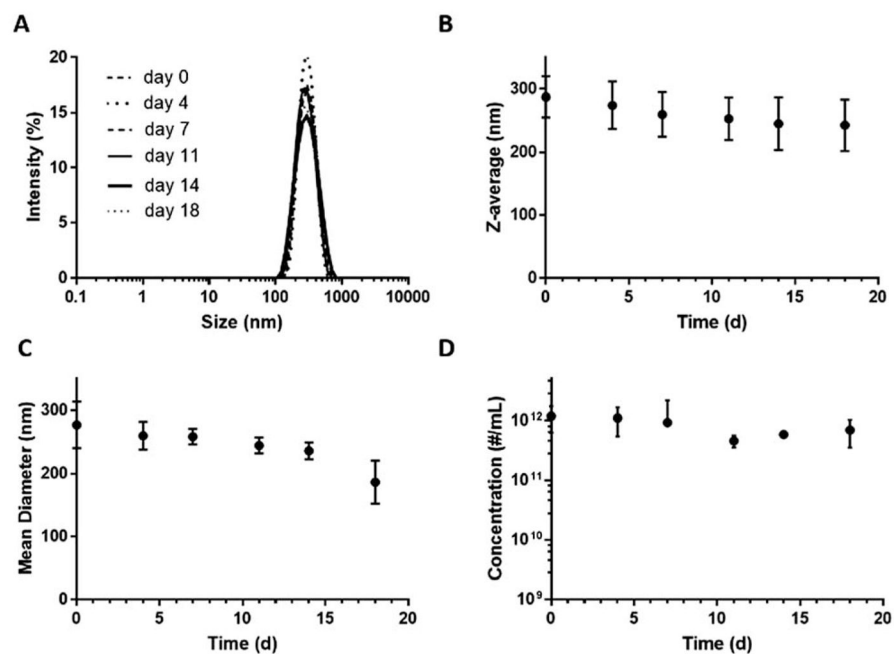 A
Intensity (%)
20
15
10
5
0
day 0
day 4
day 7
day 11
day 14
day 18
0.1 1 10 100 1000 10000
Size (nm)
B
Z-average (nm)
300
200
100
0
0 5 10 15 20
Time (d)
C
Mean Diameter (nm)
300
200
100
0
0 5 10 15 20
Time (d)
D
Concentration (#/mL)
10¹²
10¹¹
10¹⁰
10⁹
0 5 10 15 20
Time (d)